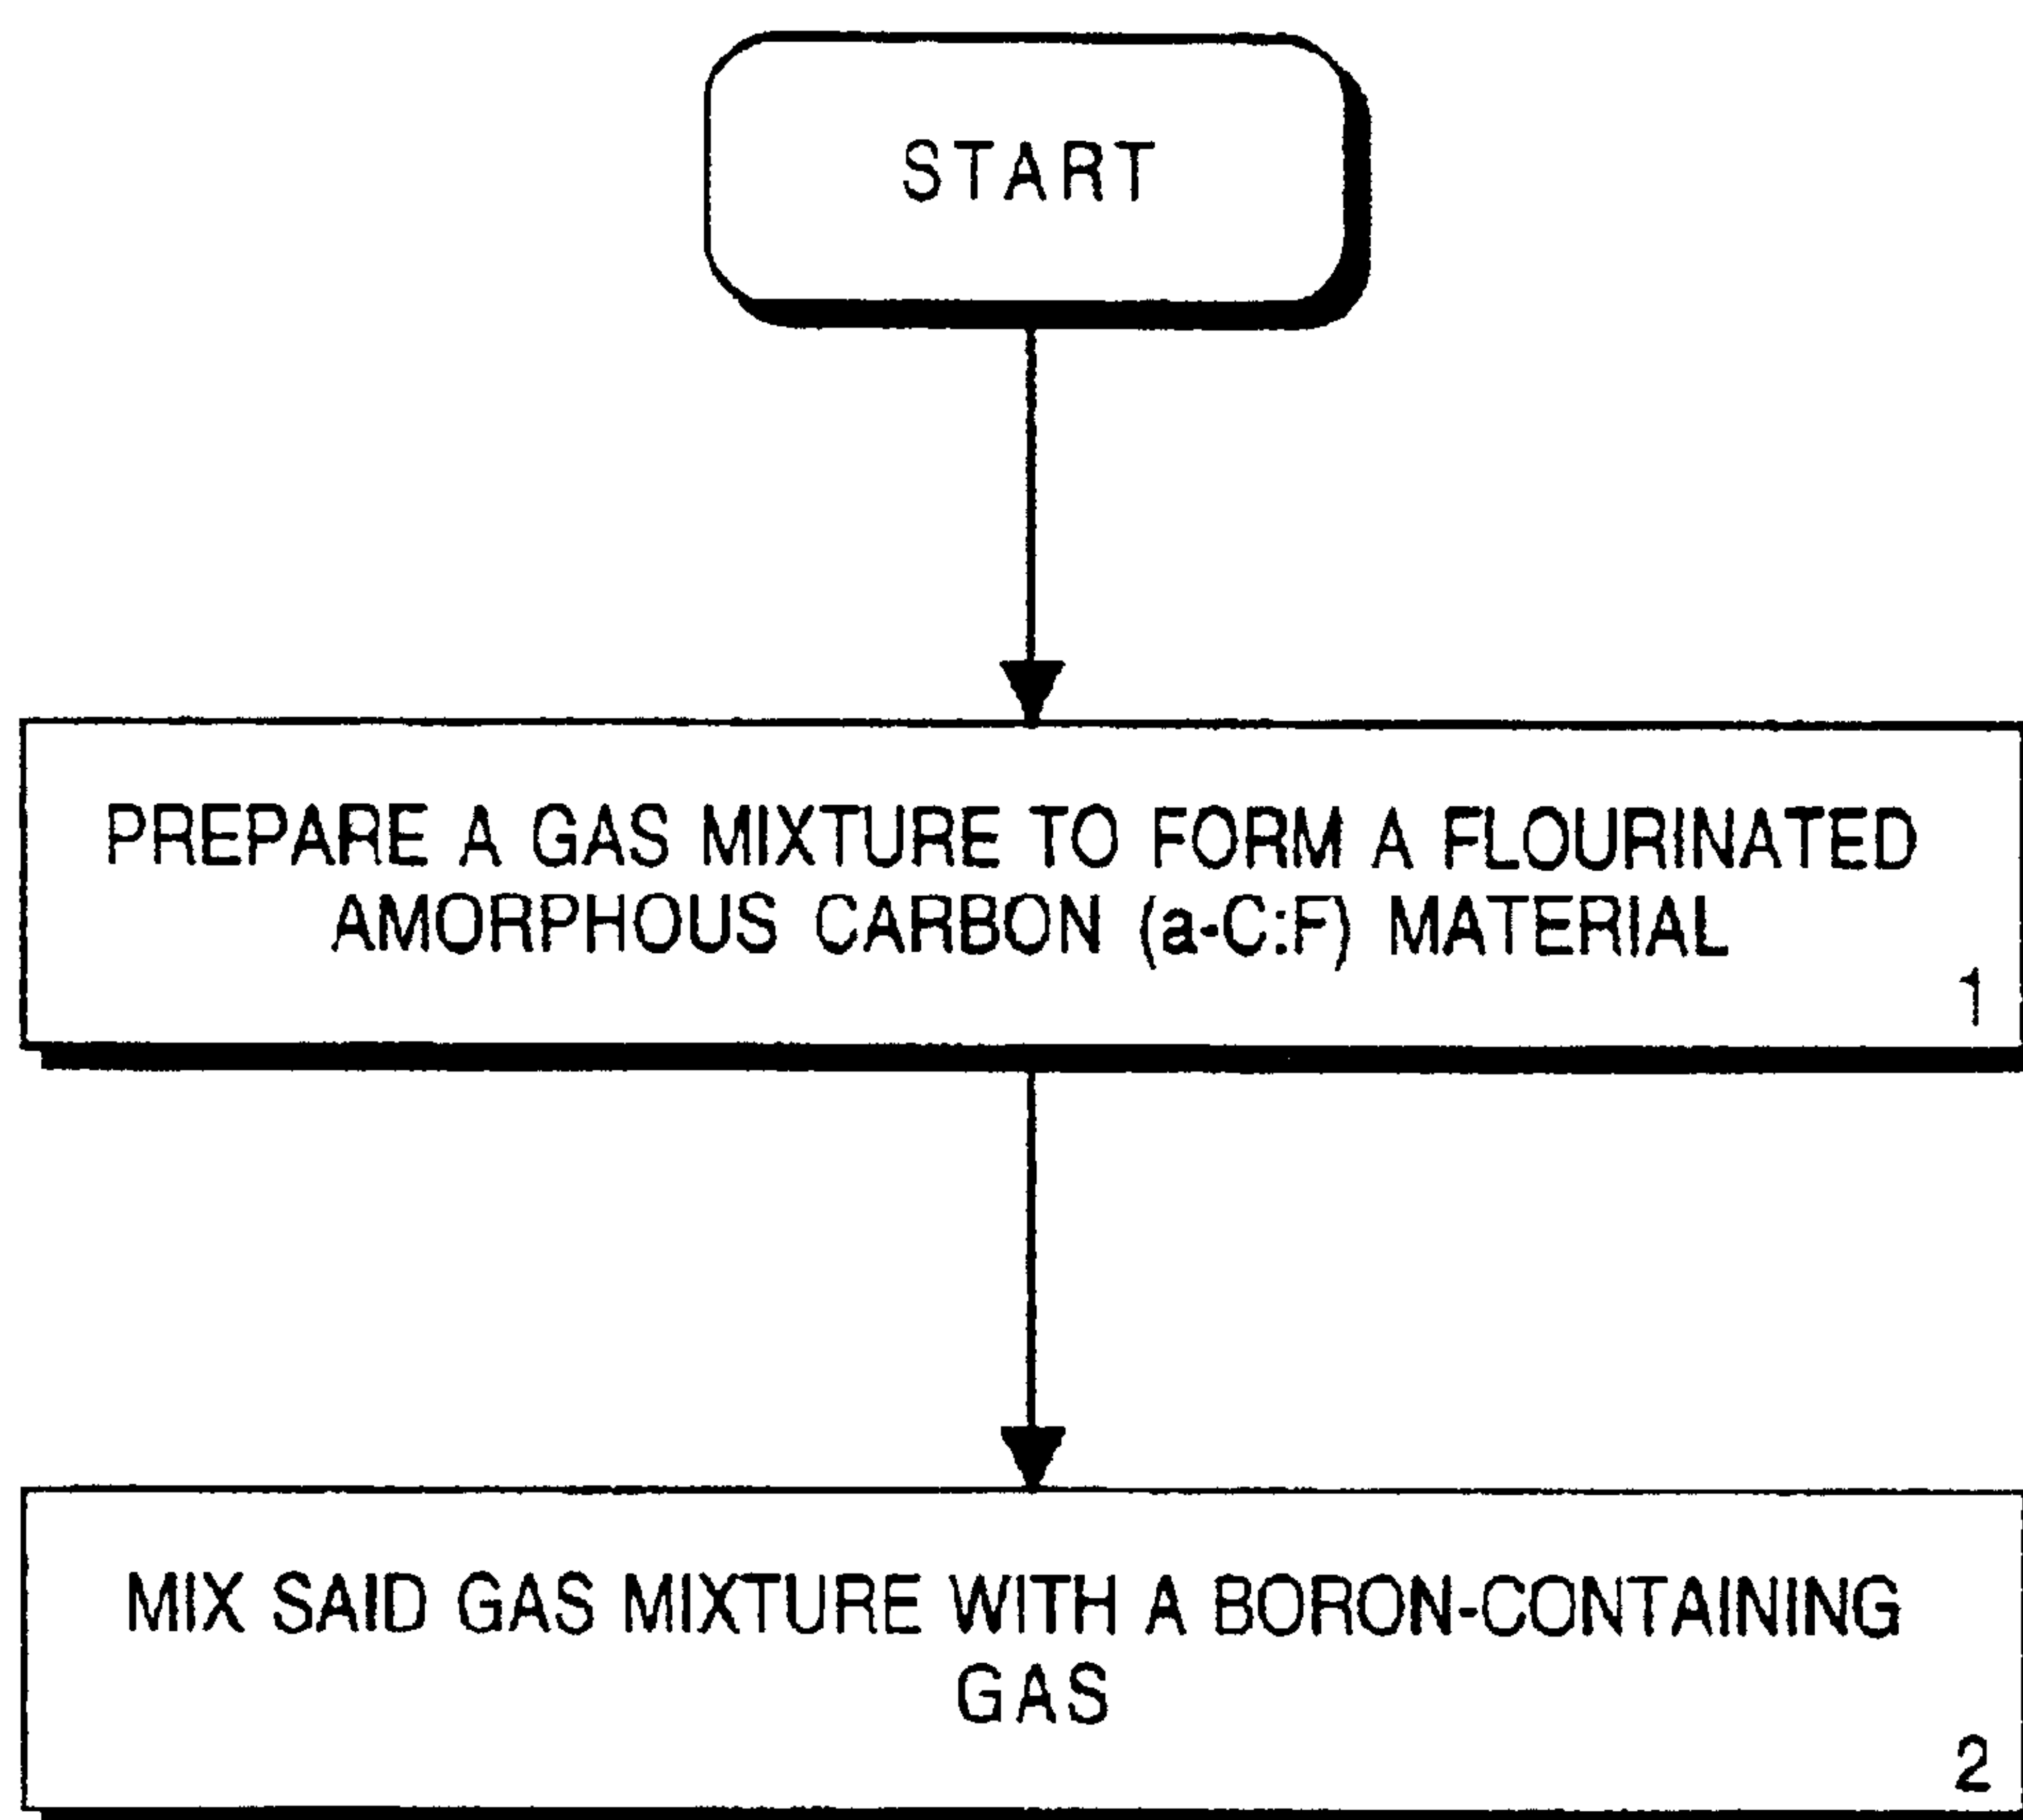 START
PREPARE A GAS MIXTURE TO FORM A FLOURINATED
AMORPHOUS CARBON (a-C:F) MATERIAL
1
MIX SAID GAS MIXTURE WITH A BORON-CONTAINING
GAS
2